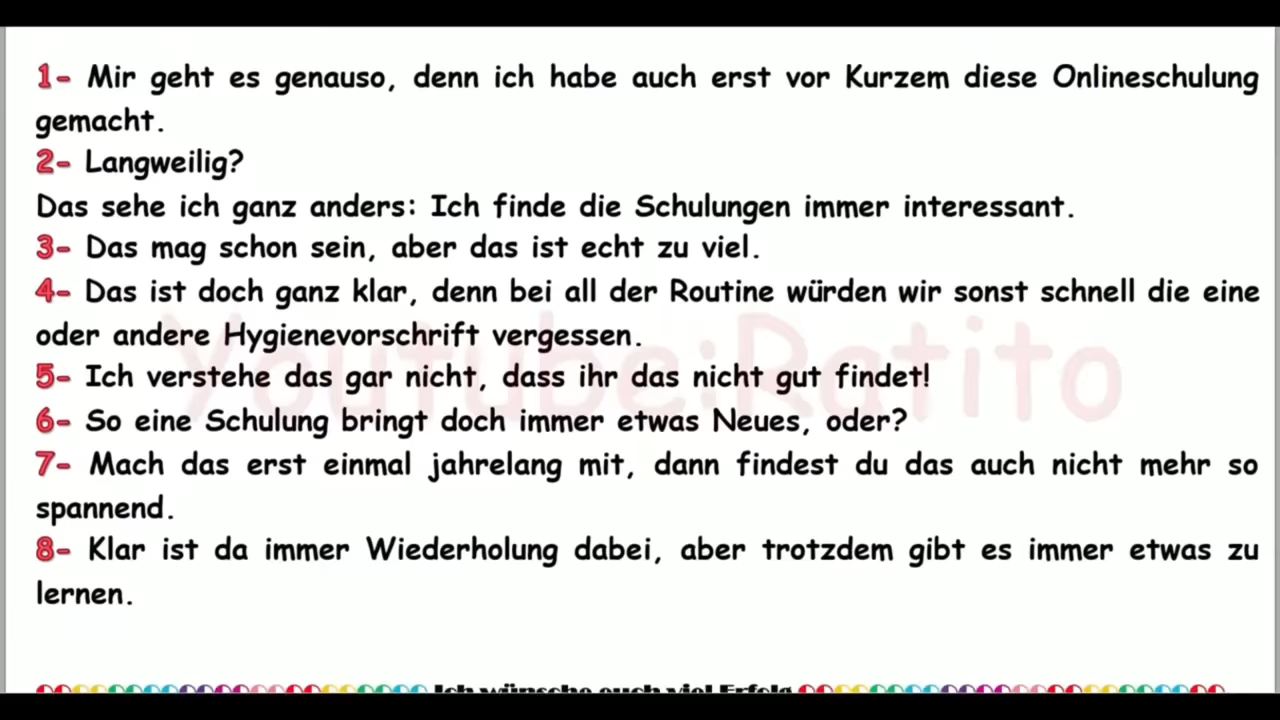 1- Mir geht es genauso, denn ich habe auch erst vor Kurzem diese Onlineschulung
gemacht.
2- Langweilig?
Das sehe ich ganz anders: Ich finde die Schulungen immer interessant.
3- Das mag schon sein, aber das ist echt zu viel.
4- Das ist doch ganz klar, denn bei all der Routine würden wir sonst schnell die eine
oder andere Hygienevorschrift vergessen.
Youtube:Ratito
5- Ich verstehe das gar nicht, dass ihr das nicht gut findet!
6- So eine Schulung bringt doch immer etwas Neues, oder?
7- Mach das erst einmal jahrelang mit, dann findest du das auch nicht mehr so
spannend.
8- Klar ist da immer Wiederholung dabei, aber trotzdem gibt es immer etwas zu
lernen.
Ich wünsche euch viel Erfolg